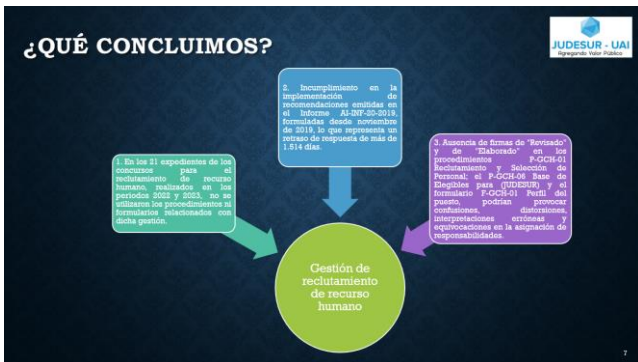 ¿QUÉ CONCLUIMOS?
JUDESUR - UAI
Agregando Valor Público
2. Incumplimiento en la
implementación de
recomendaciones emitidas en
el Informe AI-INF-20-2019,
formuladas desde noviembre
de 2019, lo que representa un
retraso de respuesta de más de
1.514 días.
1. En los 21 expedientes de los
concursos para el
reclutamiento de recurso
humano, realizados en los
periodos 2022 y 2023, no se
utilizaron los procedimientos ni
formularios relacionados con
dicha gestión.
3. Ausencia de firmas de "Revisado"
y de "Elaborado" en los
procedimientos P-GCH-01
Reclutamiento y Selección de
Personal; el P-GCH-06 Base de
Elegibles para (JUDESUR) y el
formulario F-GCH-01 Perfil del
puesto, podrían provocar
confusiones, distorsiones,
interpretaciones erróneas y
equivocaciones en la asignación de
responsabilidades.
Gestión de
reclutamiento
de recurso
humano
7